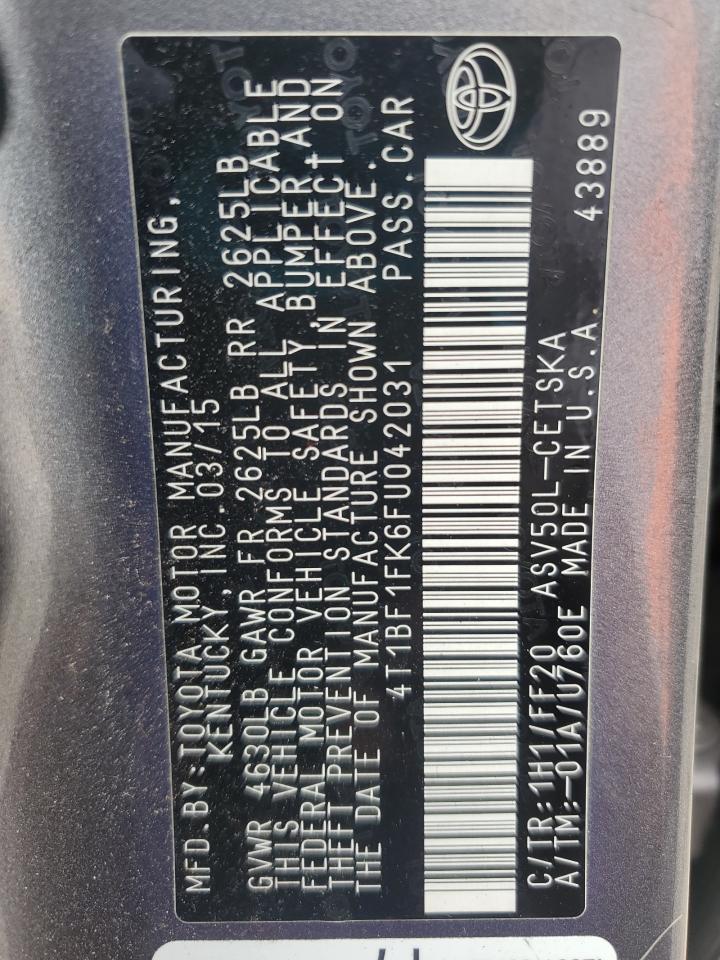 MFD.BY:TOYOTA MOTOR MANUFACTURING,
KENTUCKY, INC.03/15
GVWR 4630LB GAWR FR 2625LB RR 2625LB
THIS VEHICLE CONFORMS TO ALL APPLICABLE
FEDERAL MOTOR VEHICLE SAFETY, BUMPER, AND
THEFT PREVENTION STANDARDS IN EFFECT ON
THE DATE OF MANUFACTURE SHOWN ABOVE.
4T1BF1FK6FU042031 PASS.CAR
C/TR:1H1/FF20 ASV50L-CETSKA
A/TM:-01A/U760E MADE IN U.S.A. 43889